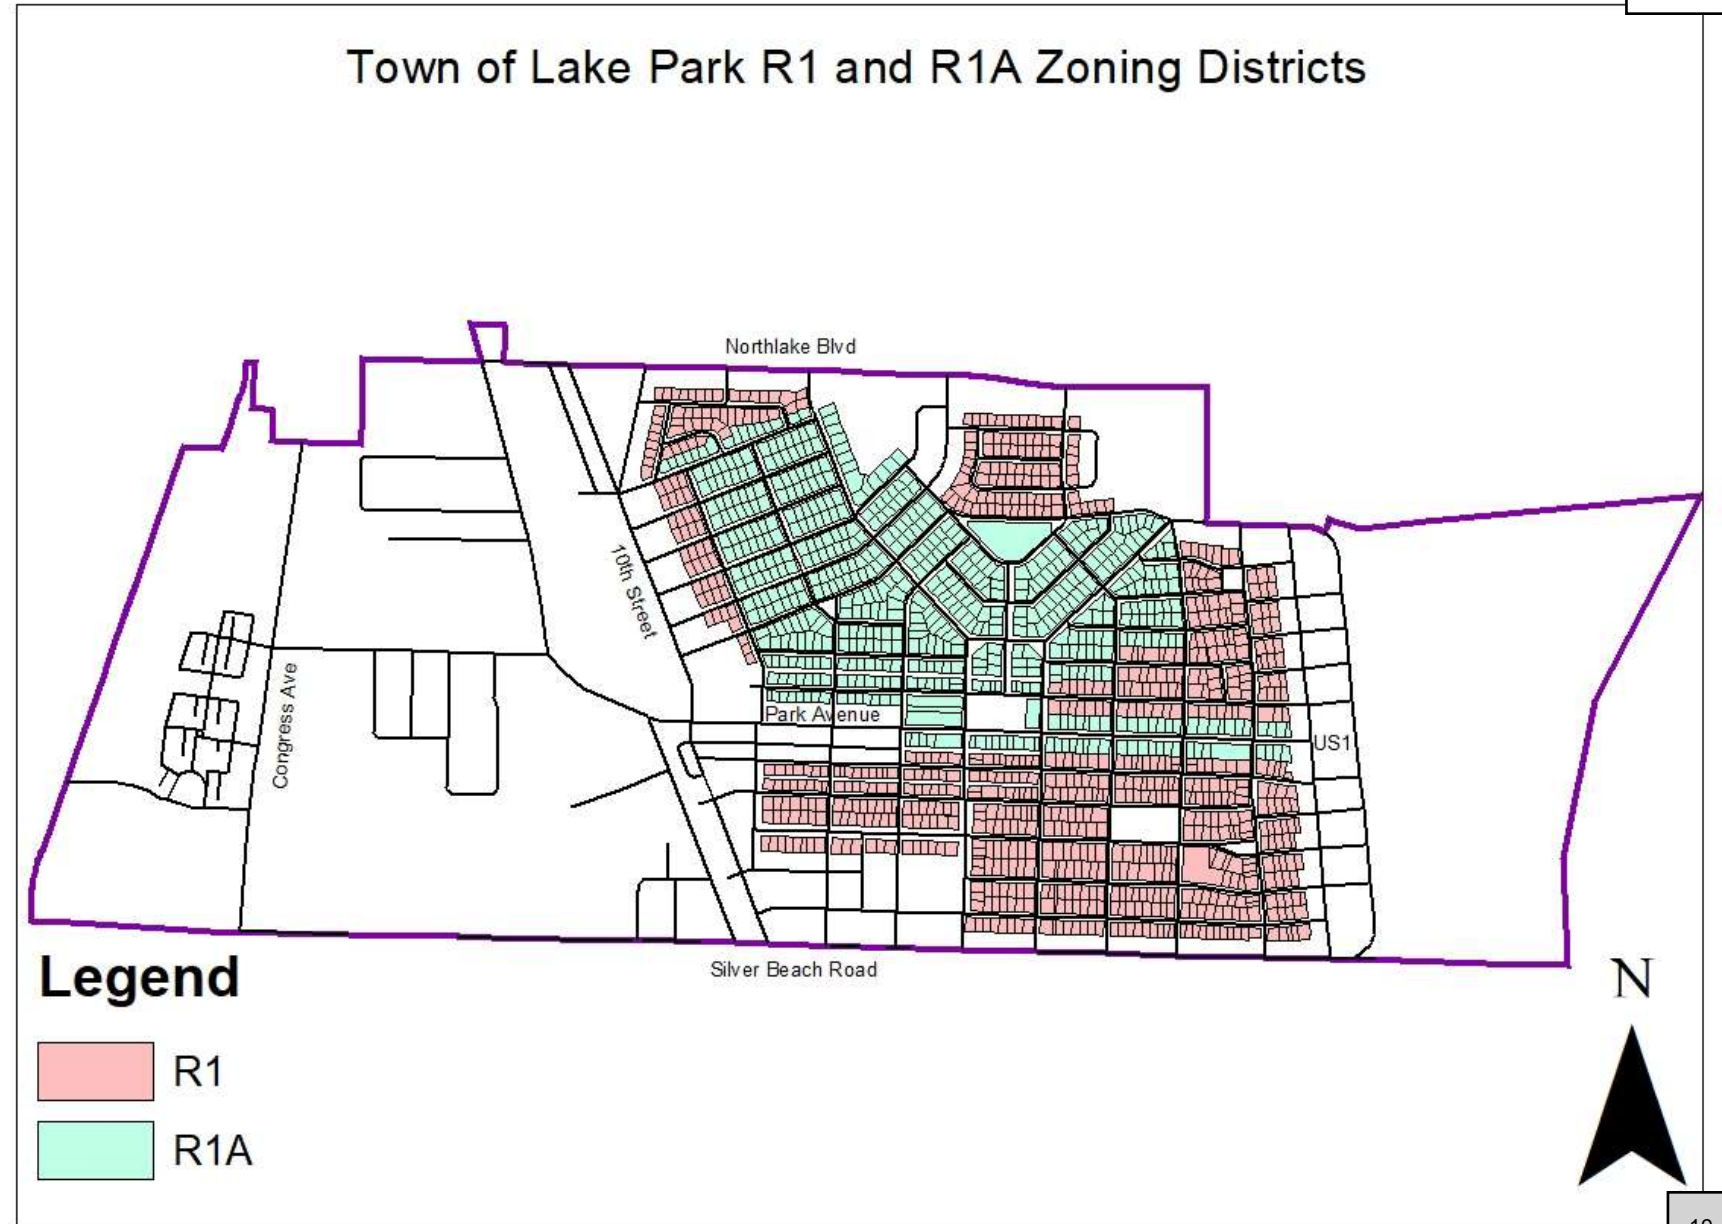 Town of Lake Park R1 and R1A Zoning Districts
Northlake Blvd
10th Street
Congress Ave
Park Avenue
US1
Silver Beach Road
Legend
N
R1
R1A